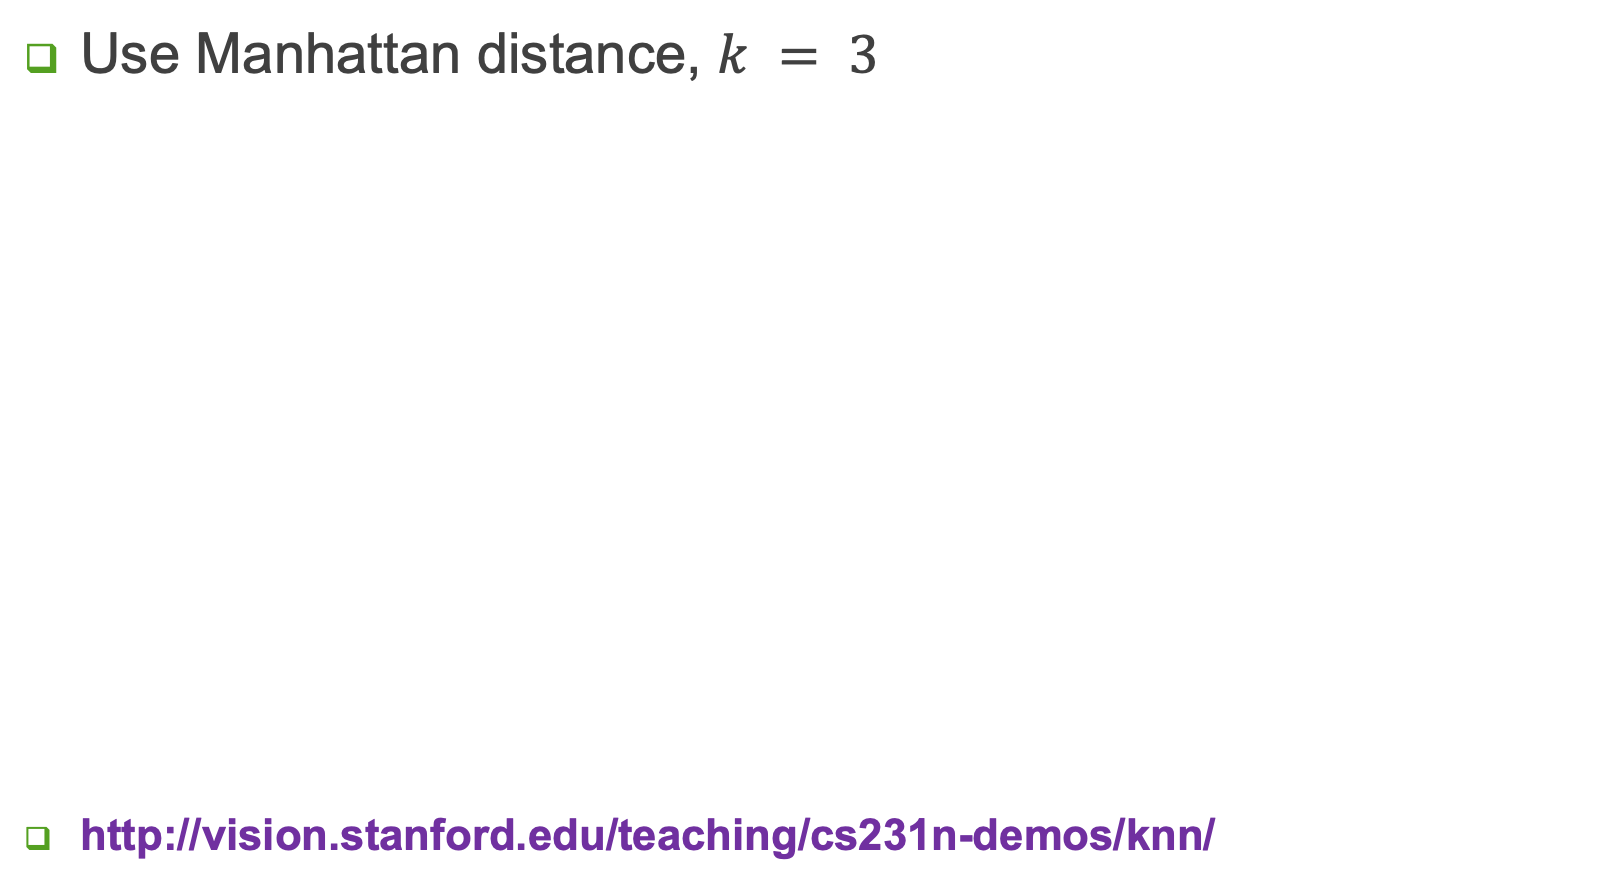 Use Manhattan distance, k = 3
http://vision.stanford.edu/teaching/cs231n-demos/knn/